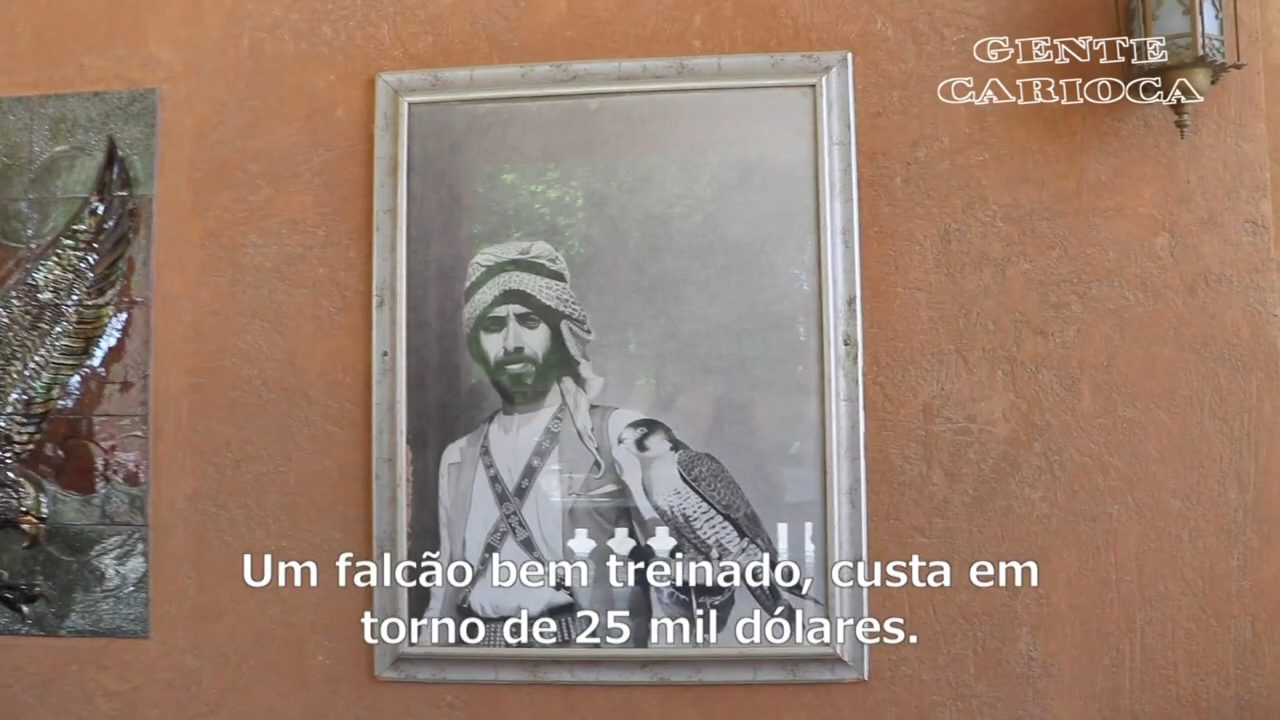 GENTE
CARIOCA
Um falcão bem treinado, custa em
torno de 25 mil dólares.